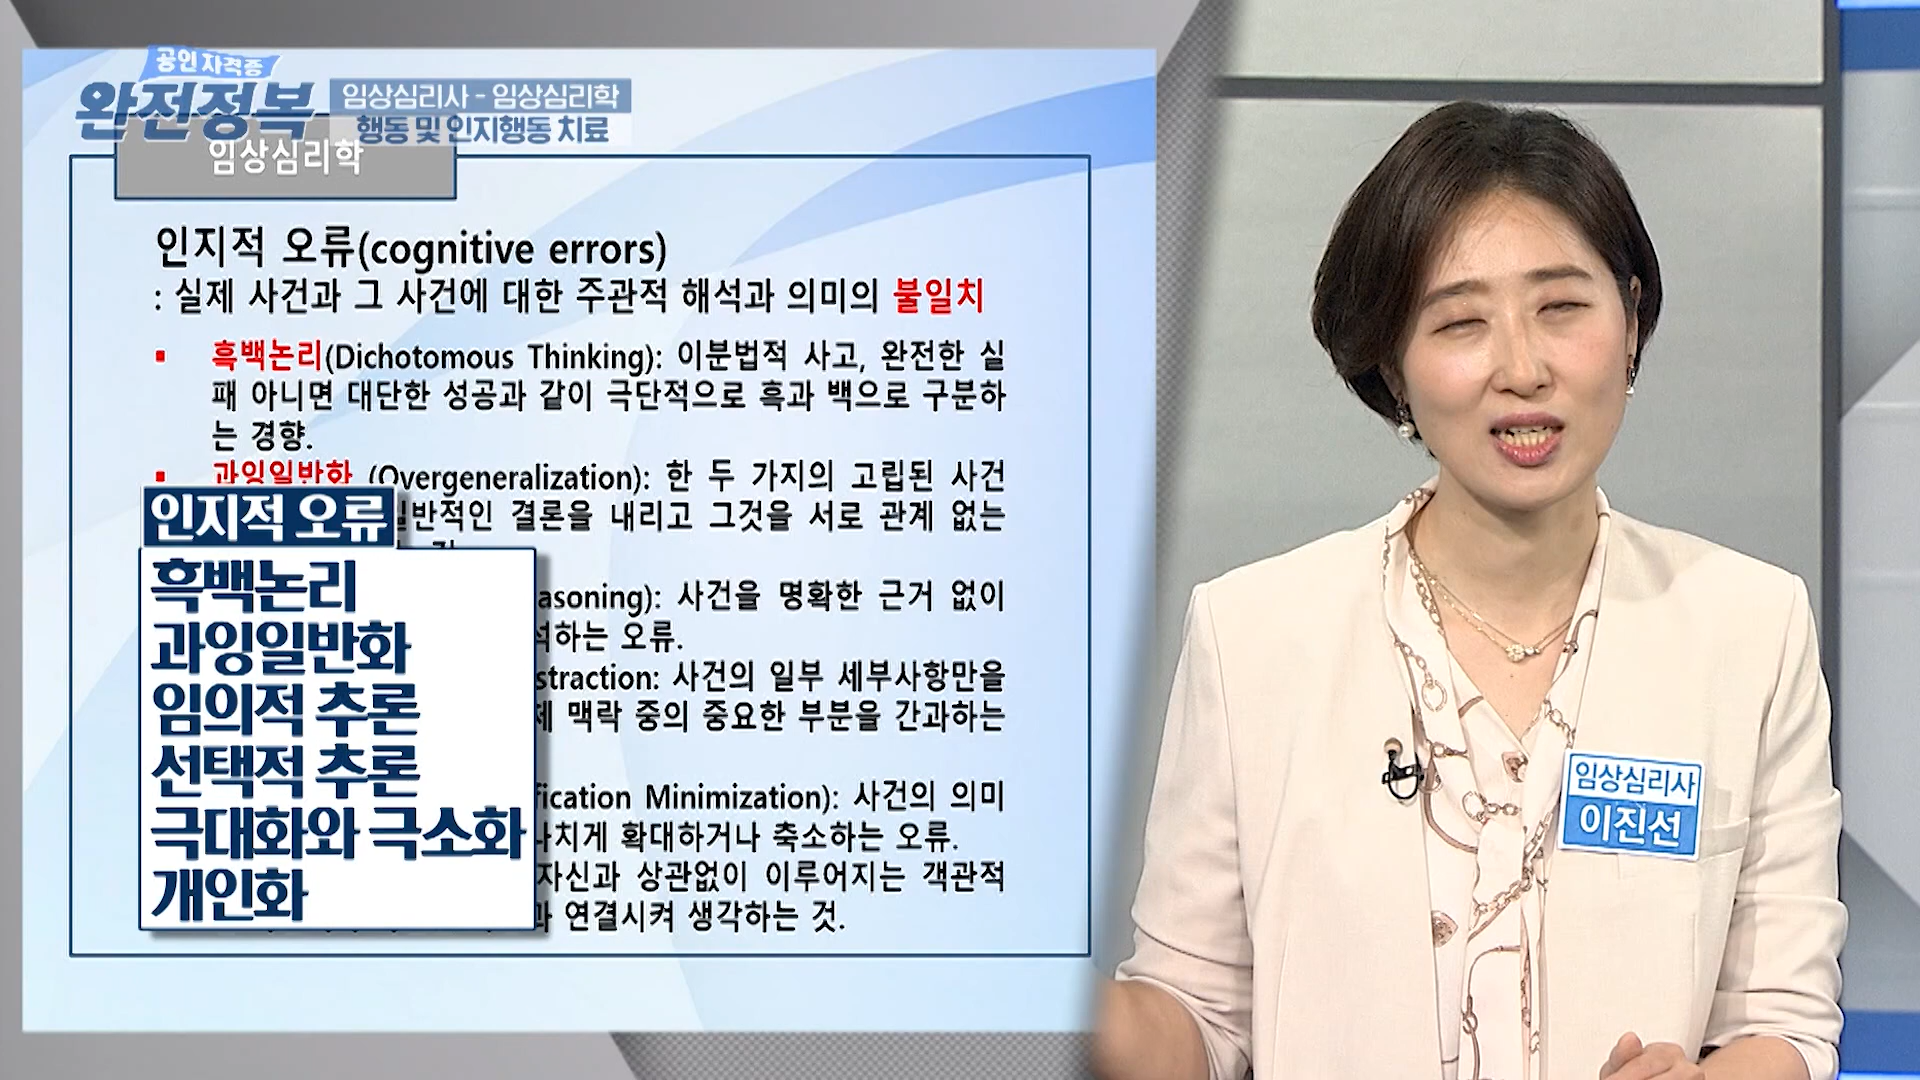 공인 자격증
완전정복
임상심리사 - 임상심리학
행동 및 인지행동 치료
임상심리학
인지적 오류(cognitive errors)
: 실제 사건과 그 사건에 대한 주관적 해석과 의미의 불일치
▪ 흑백논리(Dichotomous Thinking): 이분법적 사고, 완전한 실
패 아니면 대단한 성공과 같이 극단적으로 흑과 백으로 구분하
는 경향.
▪ 과잉일반화 (Overgeneralization): 한 두 가지의 고립된 사건
일반적인 결론을 내리고 그것을 서로 관계 없는
asoning): 사건을 명확한 근거 없이
석하는 오류.
straction: 사건의 일부 세부사항만을
맥락 중의 중요한 부분을 간과하는
fication Minimization): 사건의 의미
나치게 확대하거나 축소하는 오류.
자신과 상관없이 이루어지는 객관적
연결시켜 생각하는 것.
인지적 오류
흑백논리
과잉일반화
임의적 추론
선택적 추론
극대화와 극소화
개인화
임상심리사
이진선